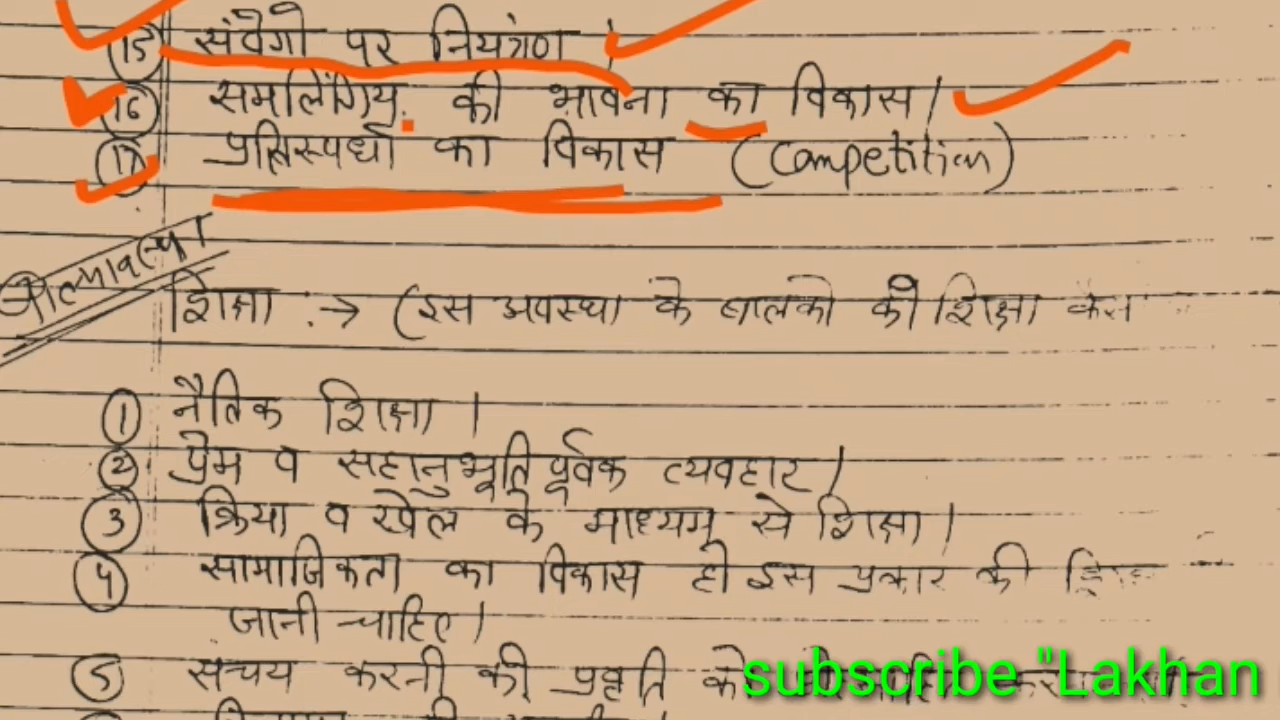 (15) संवेगो पर नियंत्रण |
(16) समलिंगिय की भावना का विकास |
(17) प्रतिस्पर्धा का विकास (Competition)
बाल्यावस्था
शिक्षा :→ (इस अवस्था के बालको की शिक्षा
(1) नैतिक शिक्षा |
(2) प्रेम व सहानुभूति पूर्वक व्यवहार |
(3) क्रिया व खेल के माध्यम से शिक्षा |
(4) सामाजिकता का विकास हो इस प्रकार की
जानी चाहिए |
(5) सन्चय करनी की प्रवृति को
subscribe "Lakhan